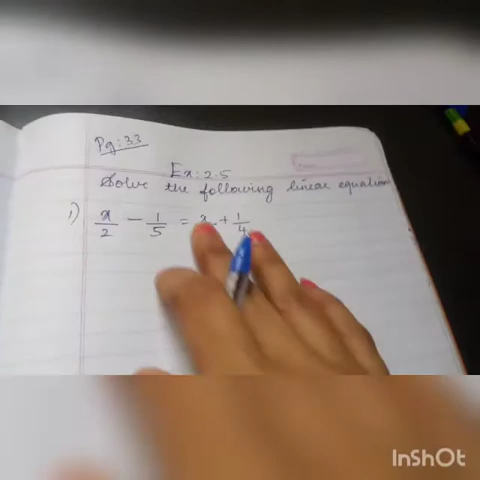 Pg: 33
Ex: 2.5
Solve the following linear equation
1) x/2 - 1/5 = x + 1/4
InShOt